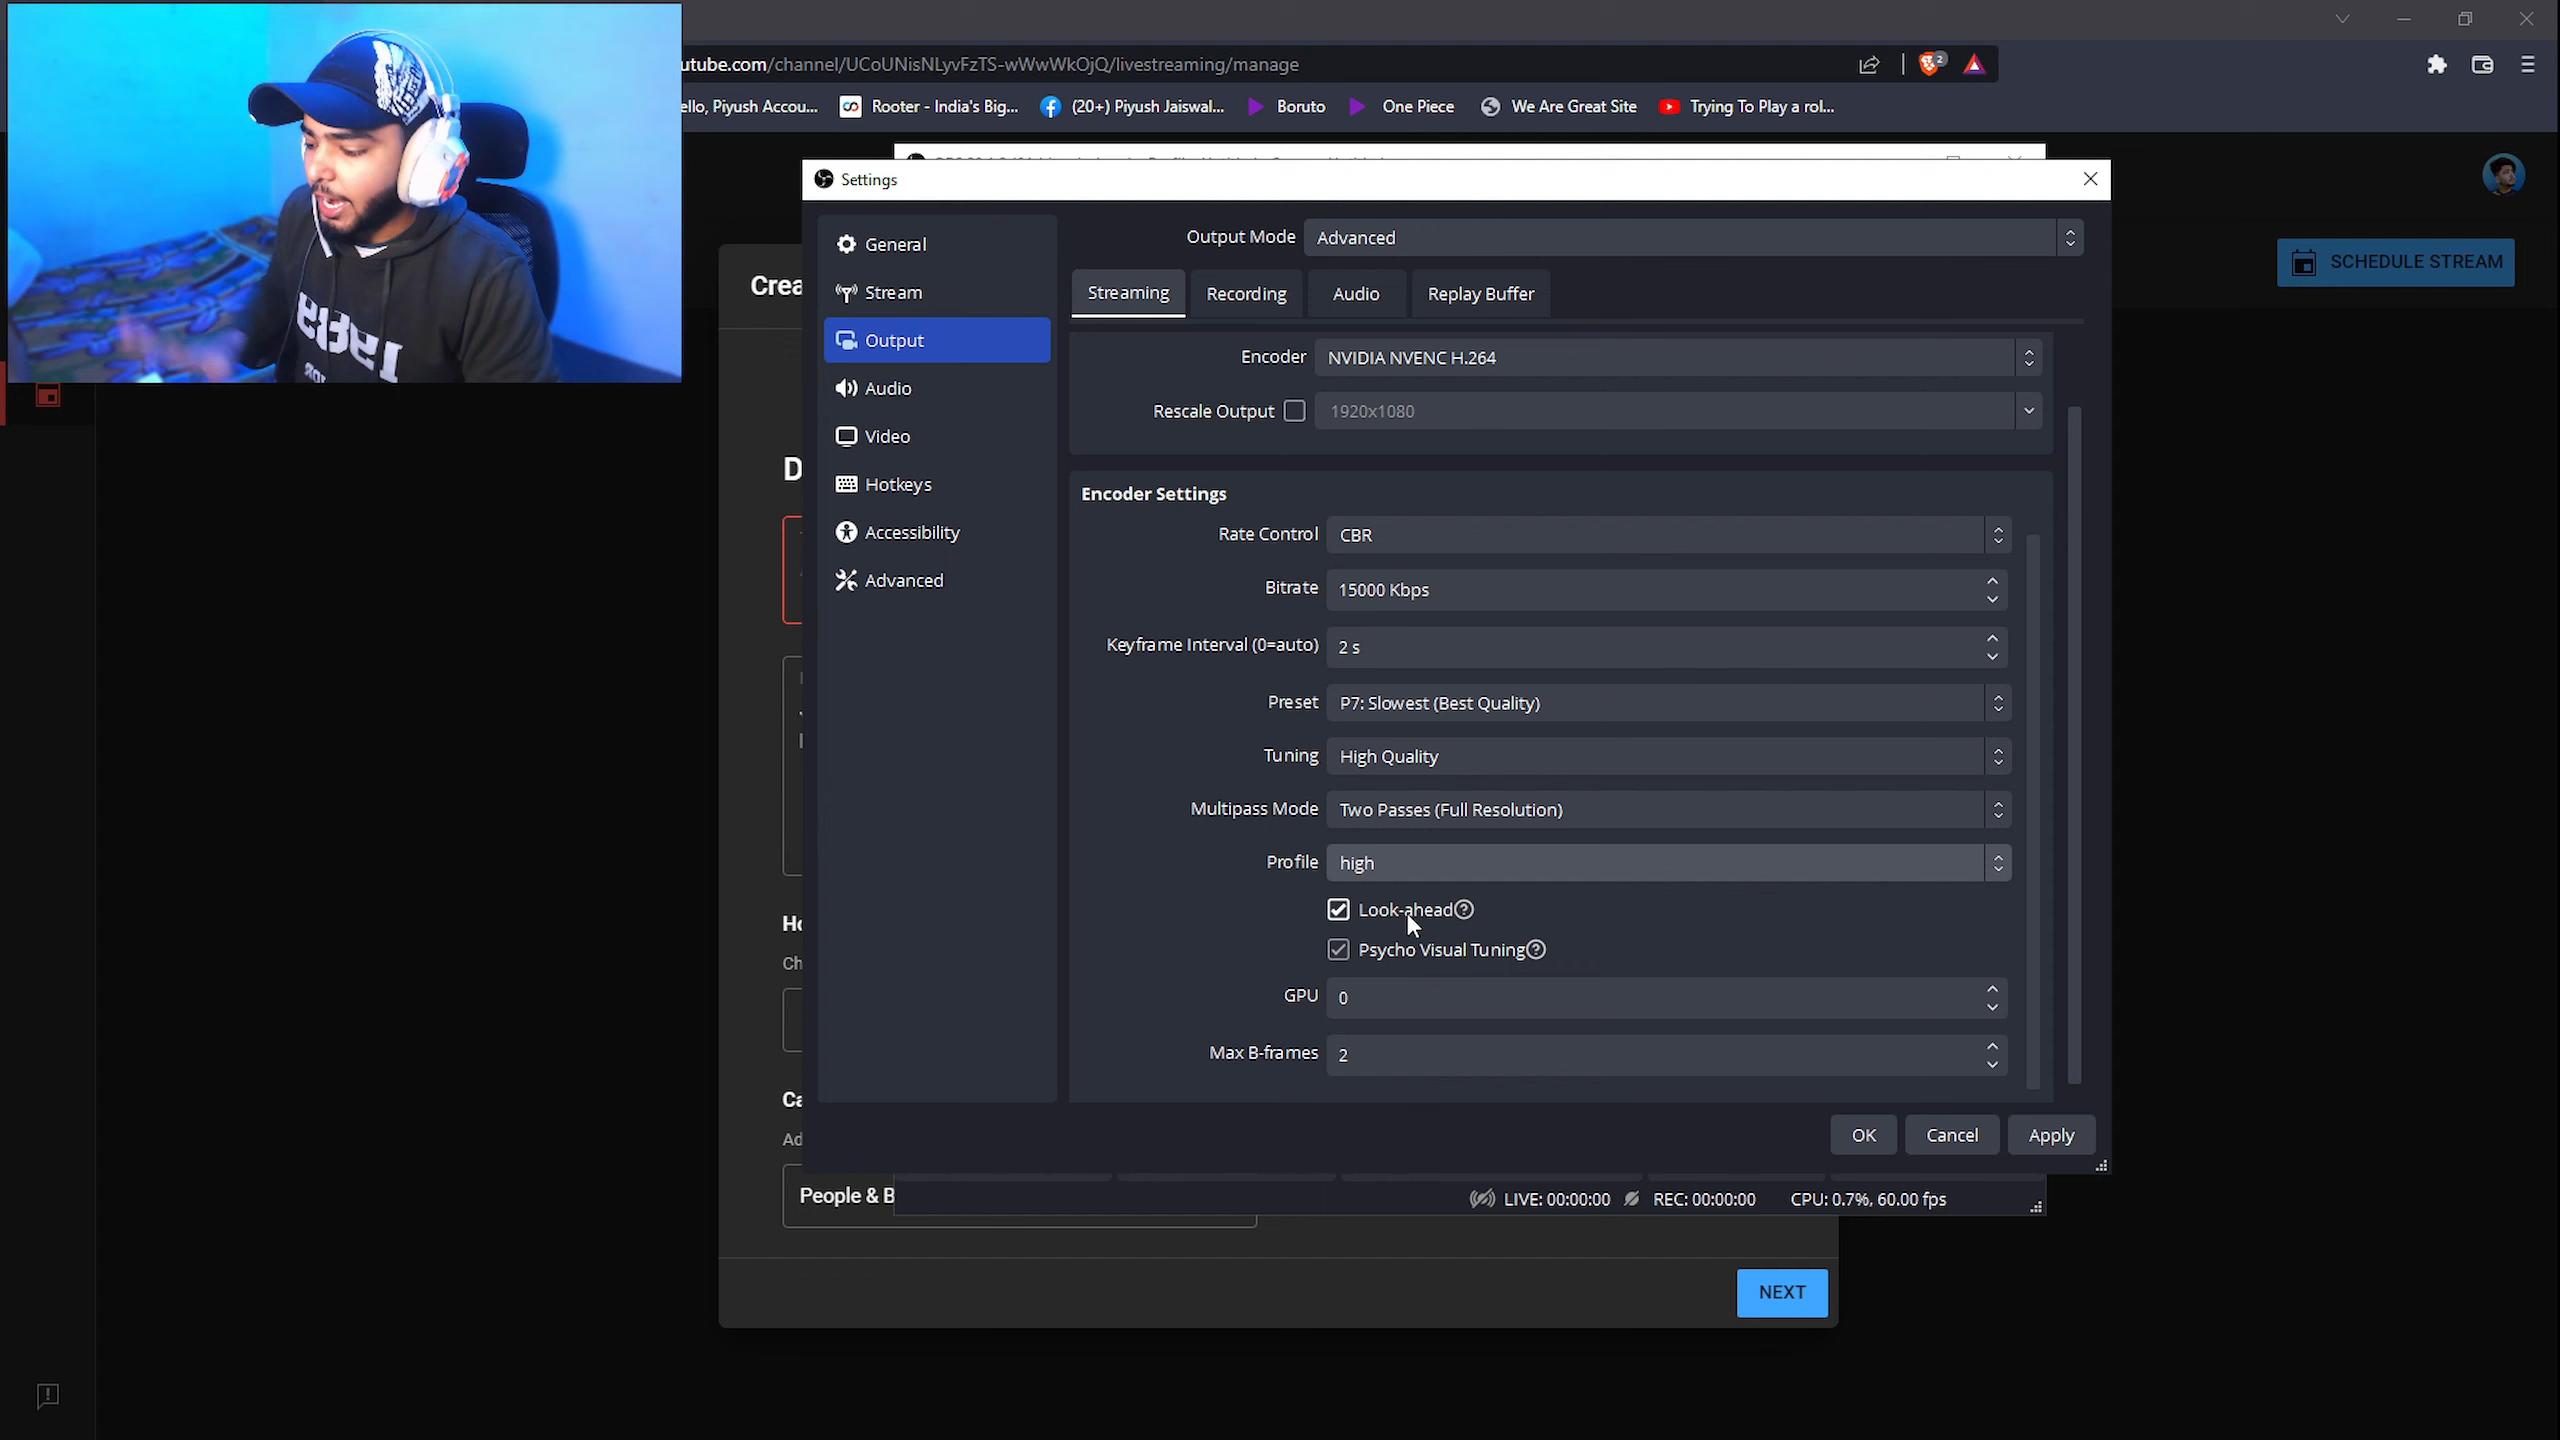 utube.com/channel/UCoUNisNLyvFzTS-wWwWkOjQ/livestreaming/manage
2
ello, Piyush Accou...
Rooter - India's Big...
(20+) Piyush Jaiswal...
Boruto
One Piece
We Are Great Site
Trying To Play a rol...
Settings
SCHEDULE STREAM
Crea
General
Stream
Output
Audio
Video
Hotkeys
Accessibility
Advanced
Output Mode Advanced
Streaming Recording Audio Replay Buffer
Encoder NVIDIA NVENC H.264
Rescale Output 1920x1080
Encoder Settings
Rate Control CBR
Bitrate 15000 Kbps
Keyframe Interval (0=auto) 2 s
Preset P7: Slowest (Best Quality)
Tuning High Quality
Multipass Mode Two Passes (Full Resolution)
Profile high
Look-ahead
Psycho Visual Tuning
GPU 0
Max B-frames 2
OK Cancel Apply
D
Ch
Ca
Ad
People & B
LIVE: 00:00:00 REC: 00:00:00 CPU: 0.7%, 60.00 fps
NEXT